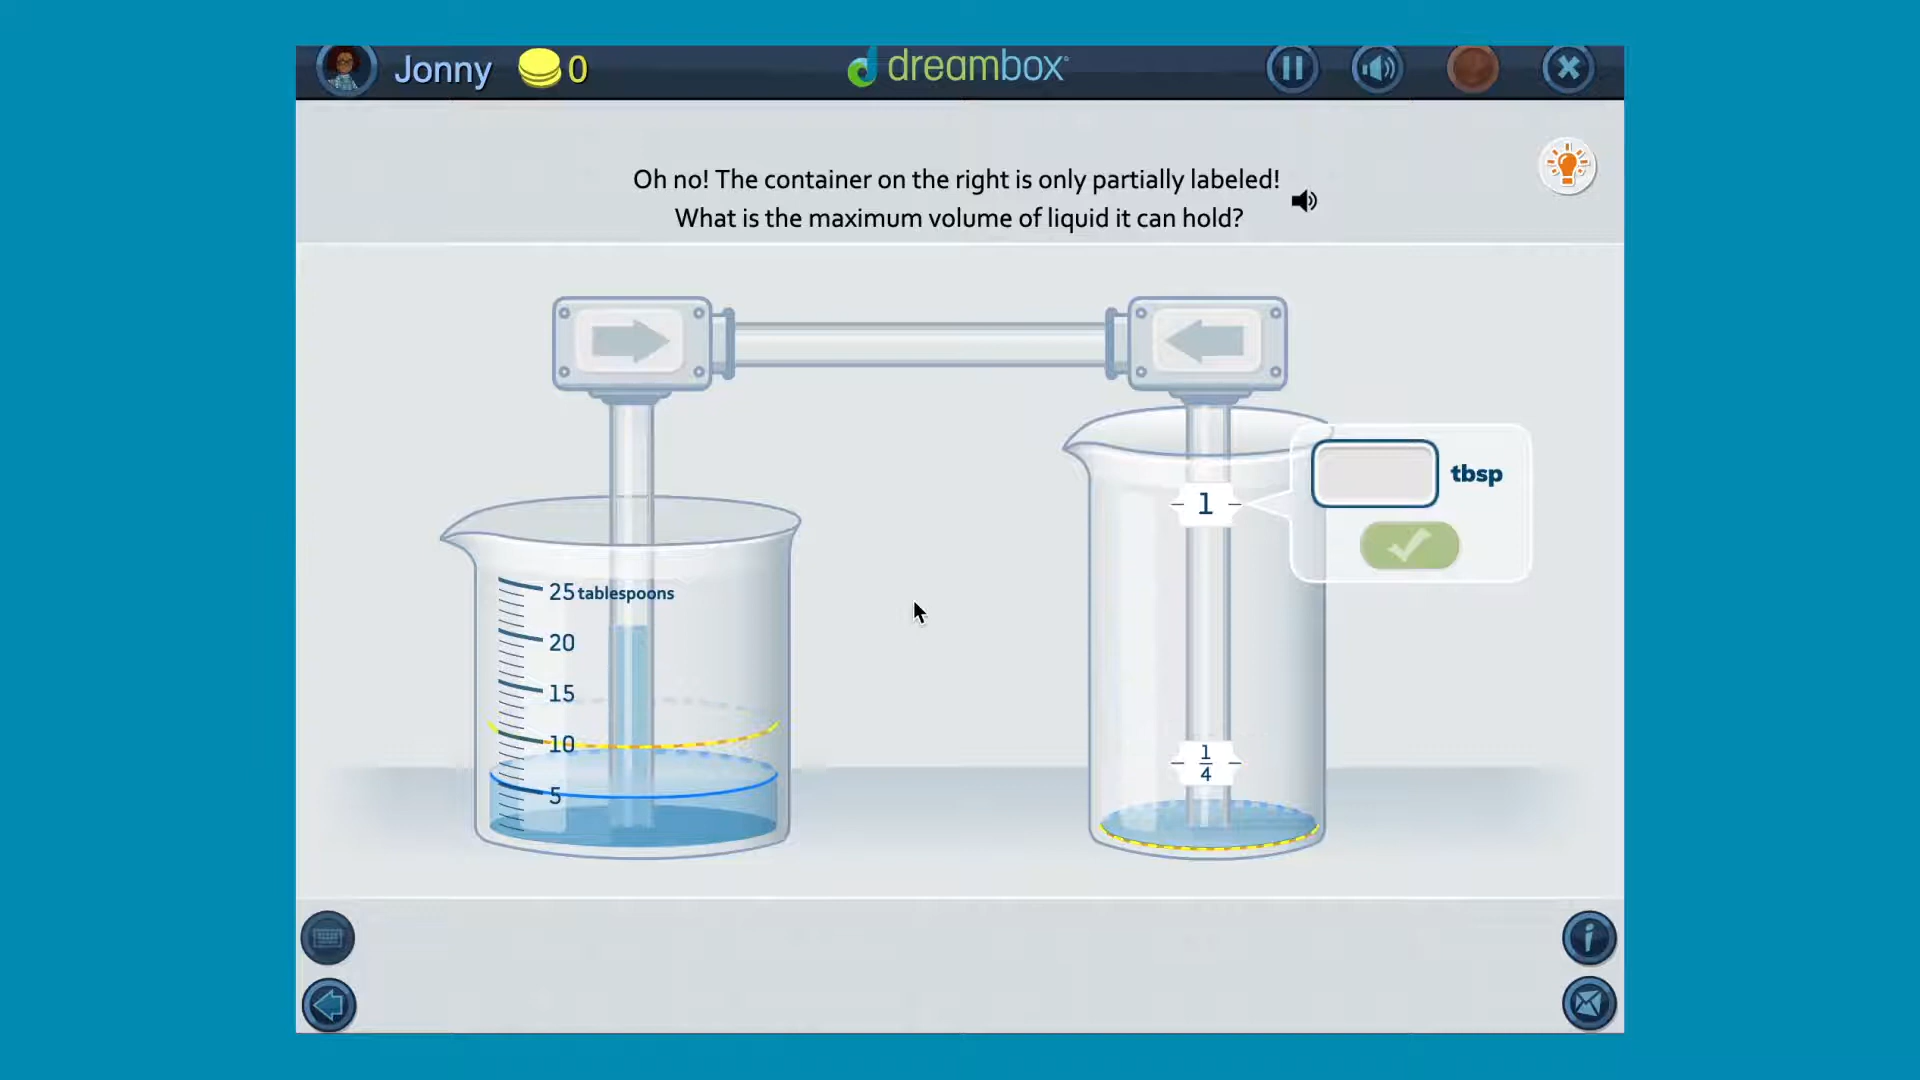 Jonny 0 dreambox
Oh no! The container on the right is only partially labeled!
What is the maximum volume of liquid it can hold?
tbsp
1
25 tablespoons
20
15
10
5
1/4
i